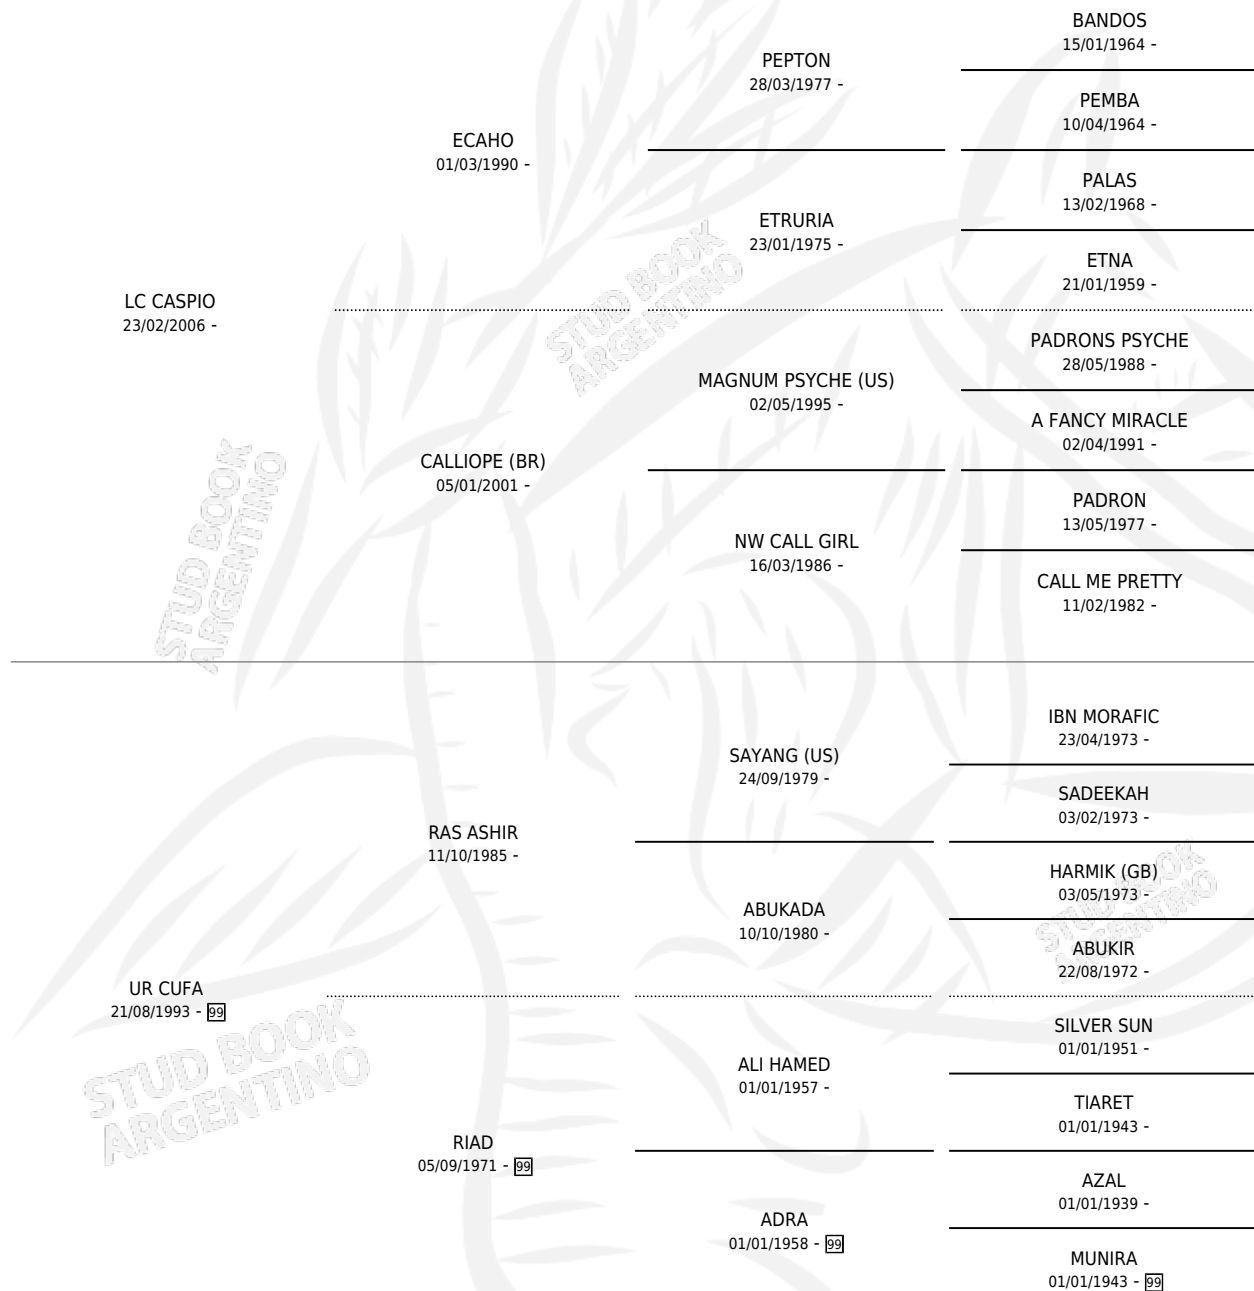 BANDOS
15/01/1964 -
PEPTON
28/03/1977 -
PEMBA
10/04/1964 -
ECAHO
01/03/1990 -
PALAS
13/02/1968 -
ETRURIA
23/01/1975 -
ETNA
21/01/1959 -
LC CASPIO
23/02/2006 -
STUD BOOK
ARGENTINO
PADRONS PSYCHE
28/05/1988 -
MAGNUM PSYCHE (US)
02/05/1995 -
A FANCY MIRACLE
02/04/1991 -
CALLIOPE (BR)
05/01/2001 -
PADRON
13/05/1977 -
NW CALL GIRL
16/03/1986 -
CALL ME PRETTY
11/02/1982 -
STUD BOOK
ARGENTINO
IBN MORAFIC
23/04/1973 -
SAYANG (US)
24/09/1979 -
SADEEKAH
03/02/1973 -
RAS ASHIR
11/10/1985 -
HARMIK (GB)
03/05/1973 -
ABUKADA
10/10/1980 -
STUD BOOK
ARGENTINO
ABUKIR
22/08/1972 -
UR CUFA
21/08/1993 - 99
SILVER SUN
01/01/1951 -
ALI HAMED
01/01/1957 -
STUD BOOK
ARGENTINO
TIARET
01/01/1943 -
RIAD
05/09/1971 - 99
AZAL
01/01/1939 -
ADRA
01/01/1958 - 99
MUNIRA
01/01/1943 - 99